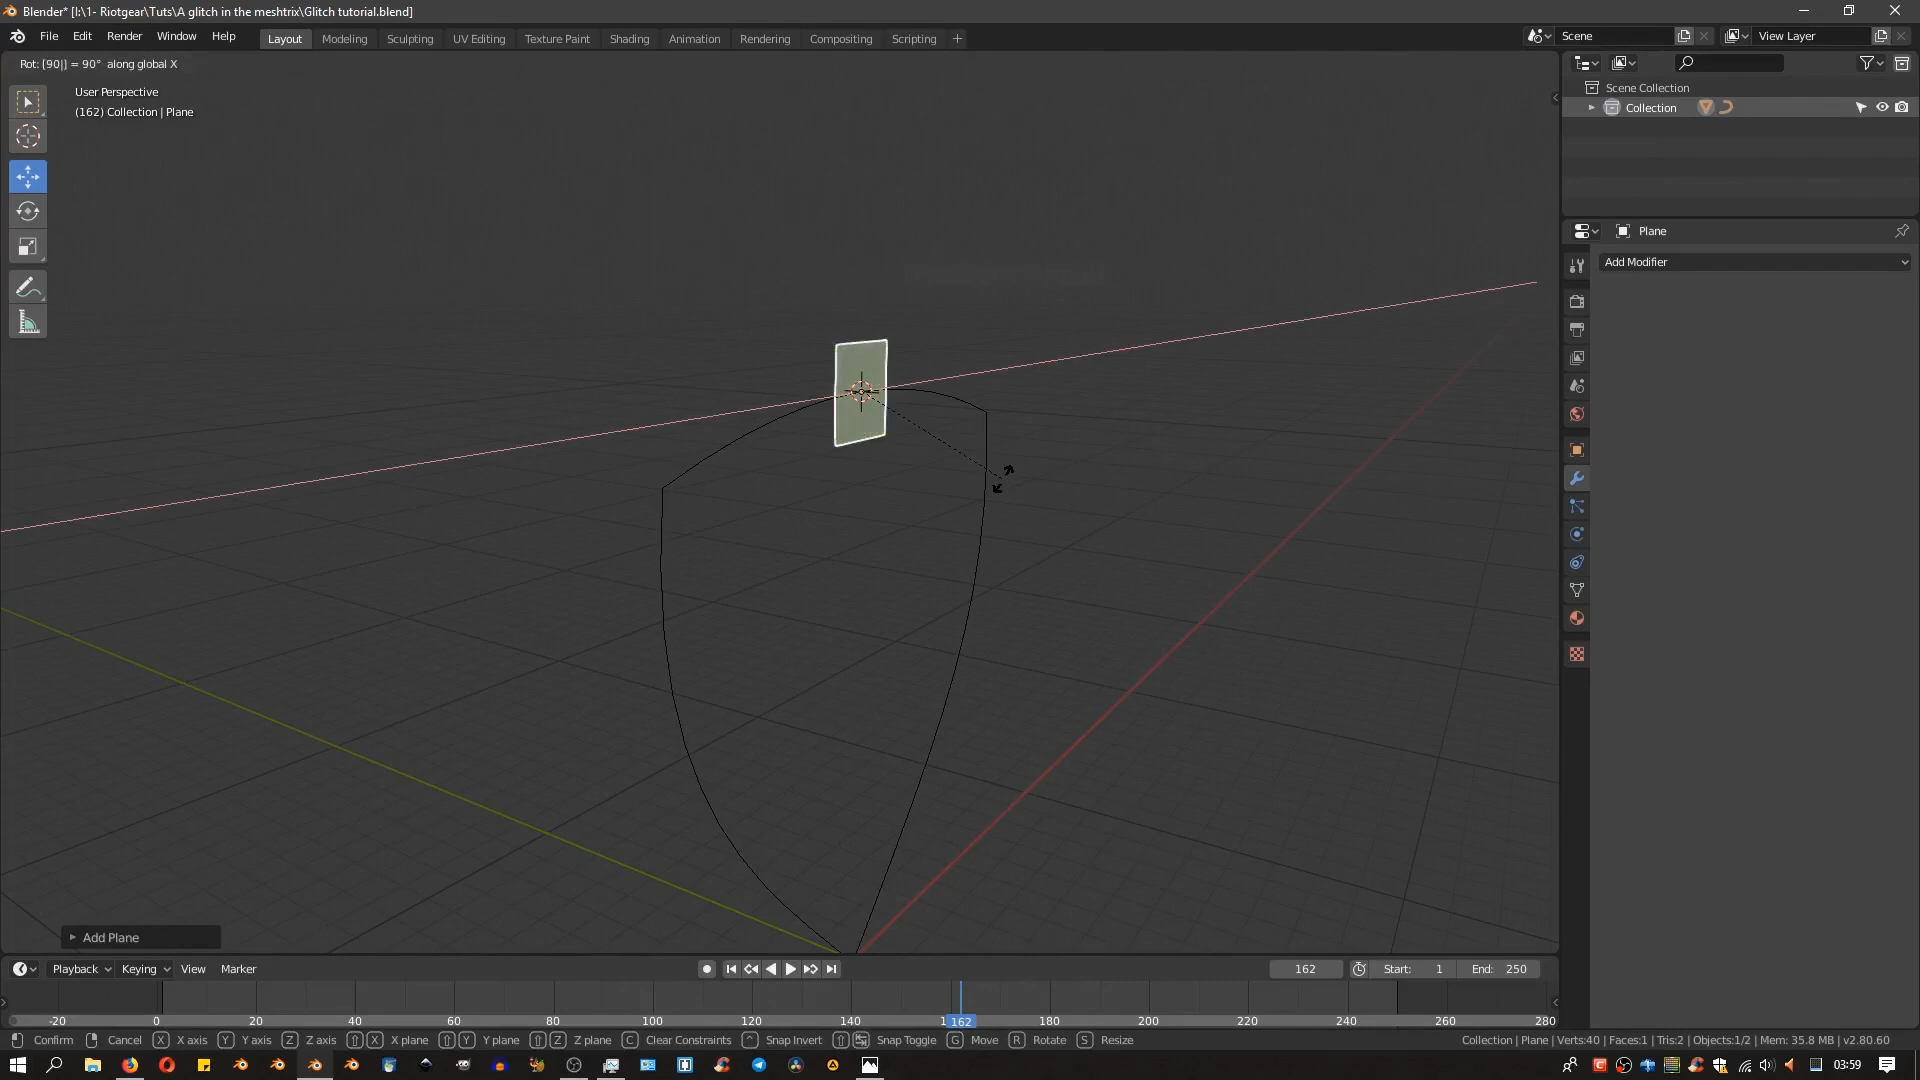 Blender* [I:\1- Riotgear\Tuts\A glitch in the meshtrix\Glitch tutorial.blend]
File Edit Render Window Help Layout Modeling Sculpting UV Editing Texture Paint Shading Animation Rendering Compositing Scripting + Scene View Layer
Rot: [90|] = 90° along global X
User Perspective
(162) Collection | Plane
Scene Collection
Collection
Plane
Add Modifier
Add Plane
Playback Keying View Marker 162 Start: 1 End: 250
-20 0 20 40 60 80 100 120 140 162 180 200 220 240 260 280
Confirm Cancel X X axis Y Y axis Z Z axis X X plane Y Y plane Z Z plane C Clear Constraints Snap Invert Snap Toggle G Move R Rotate S Resize Collection | Plane | Verts:40 | Faces:1 | Tris:2 | Objects:1/2 | Mem: 35.8 MB | v2.80.60
03:59